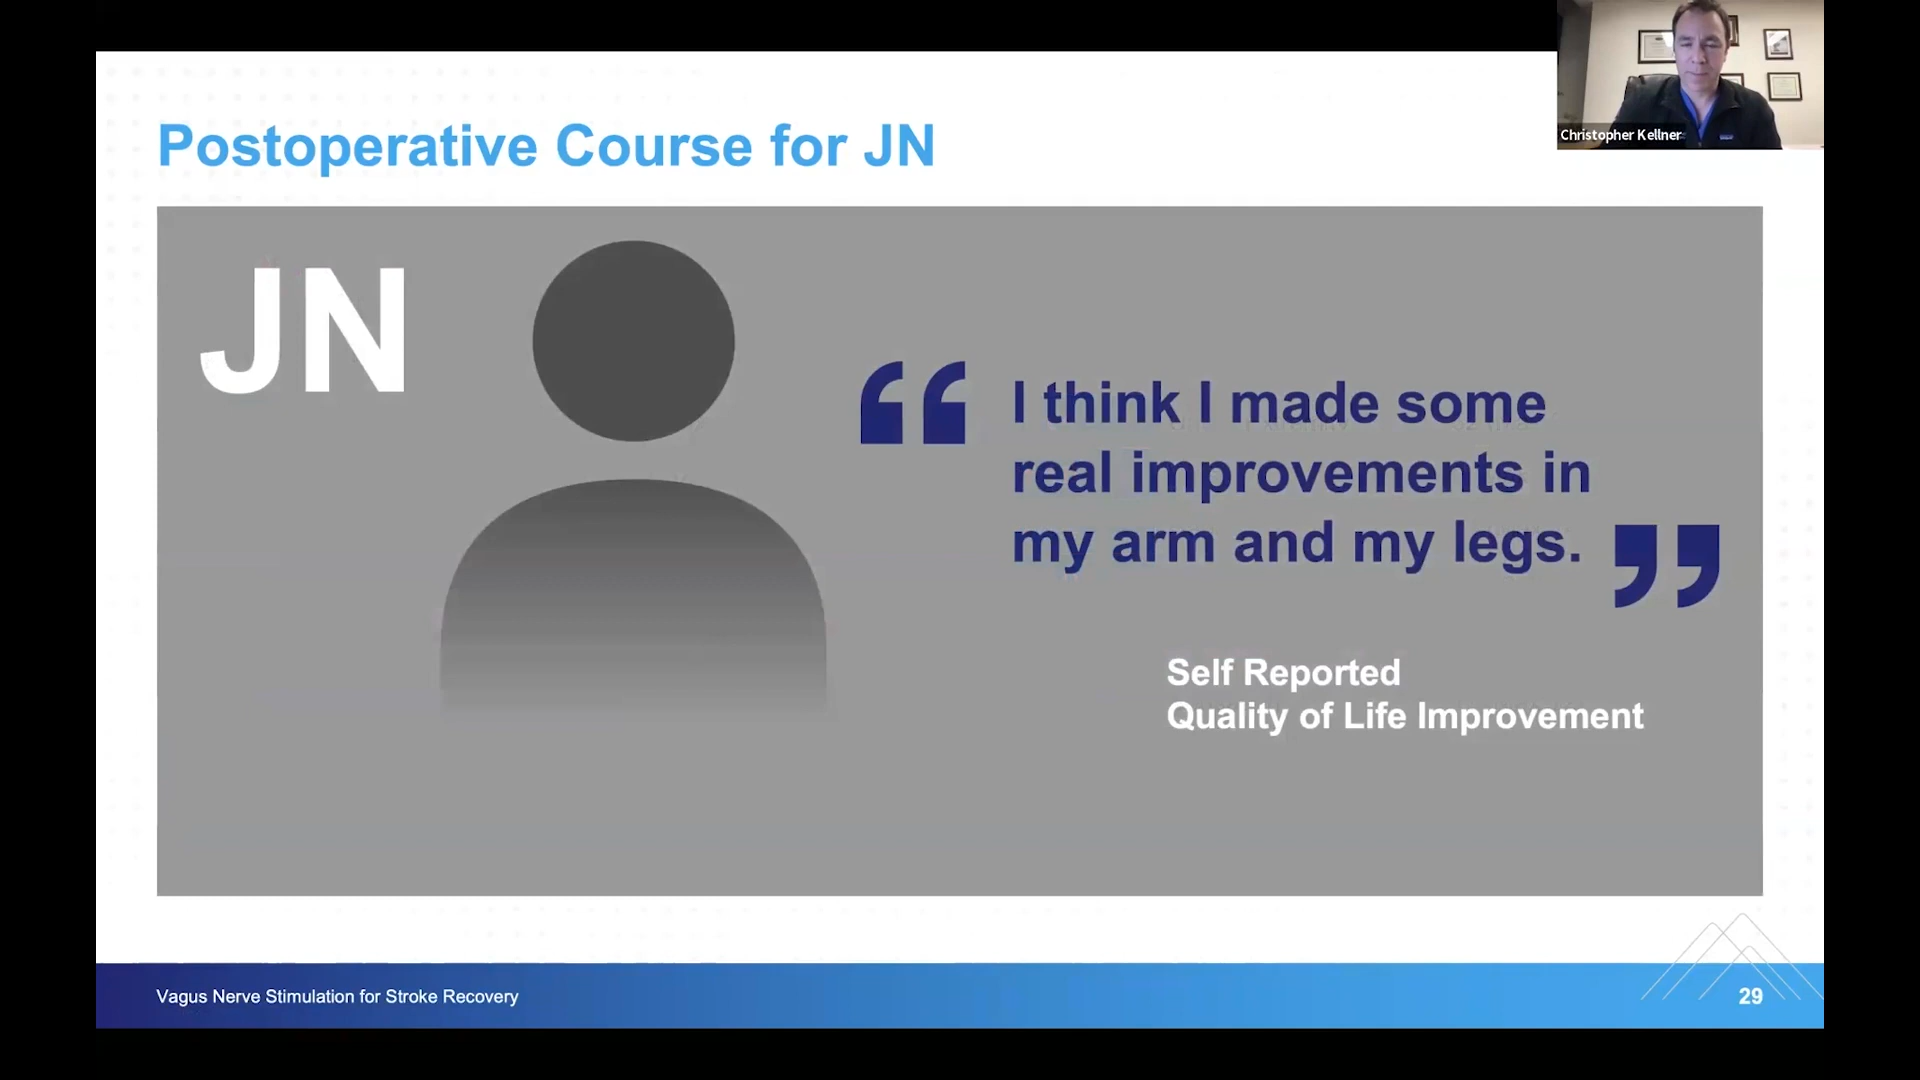 Christopher Kellner
Postoperative Course for JN
JN
“ I think I made some
real improvements in
my arm and my legs. ”
Self Reported
Quality of Life Improvement
Vagus Nerve Stimulation for Stroke Recovery
29